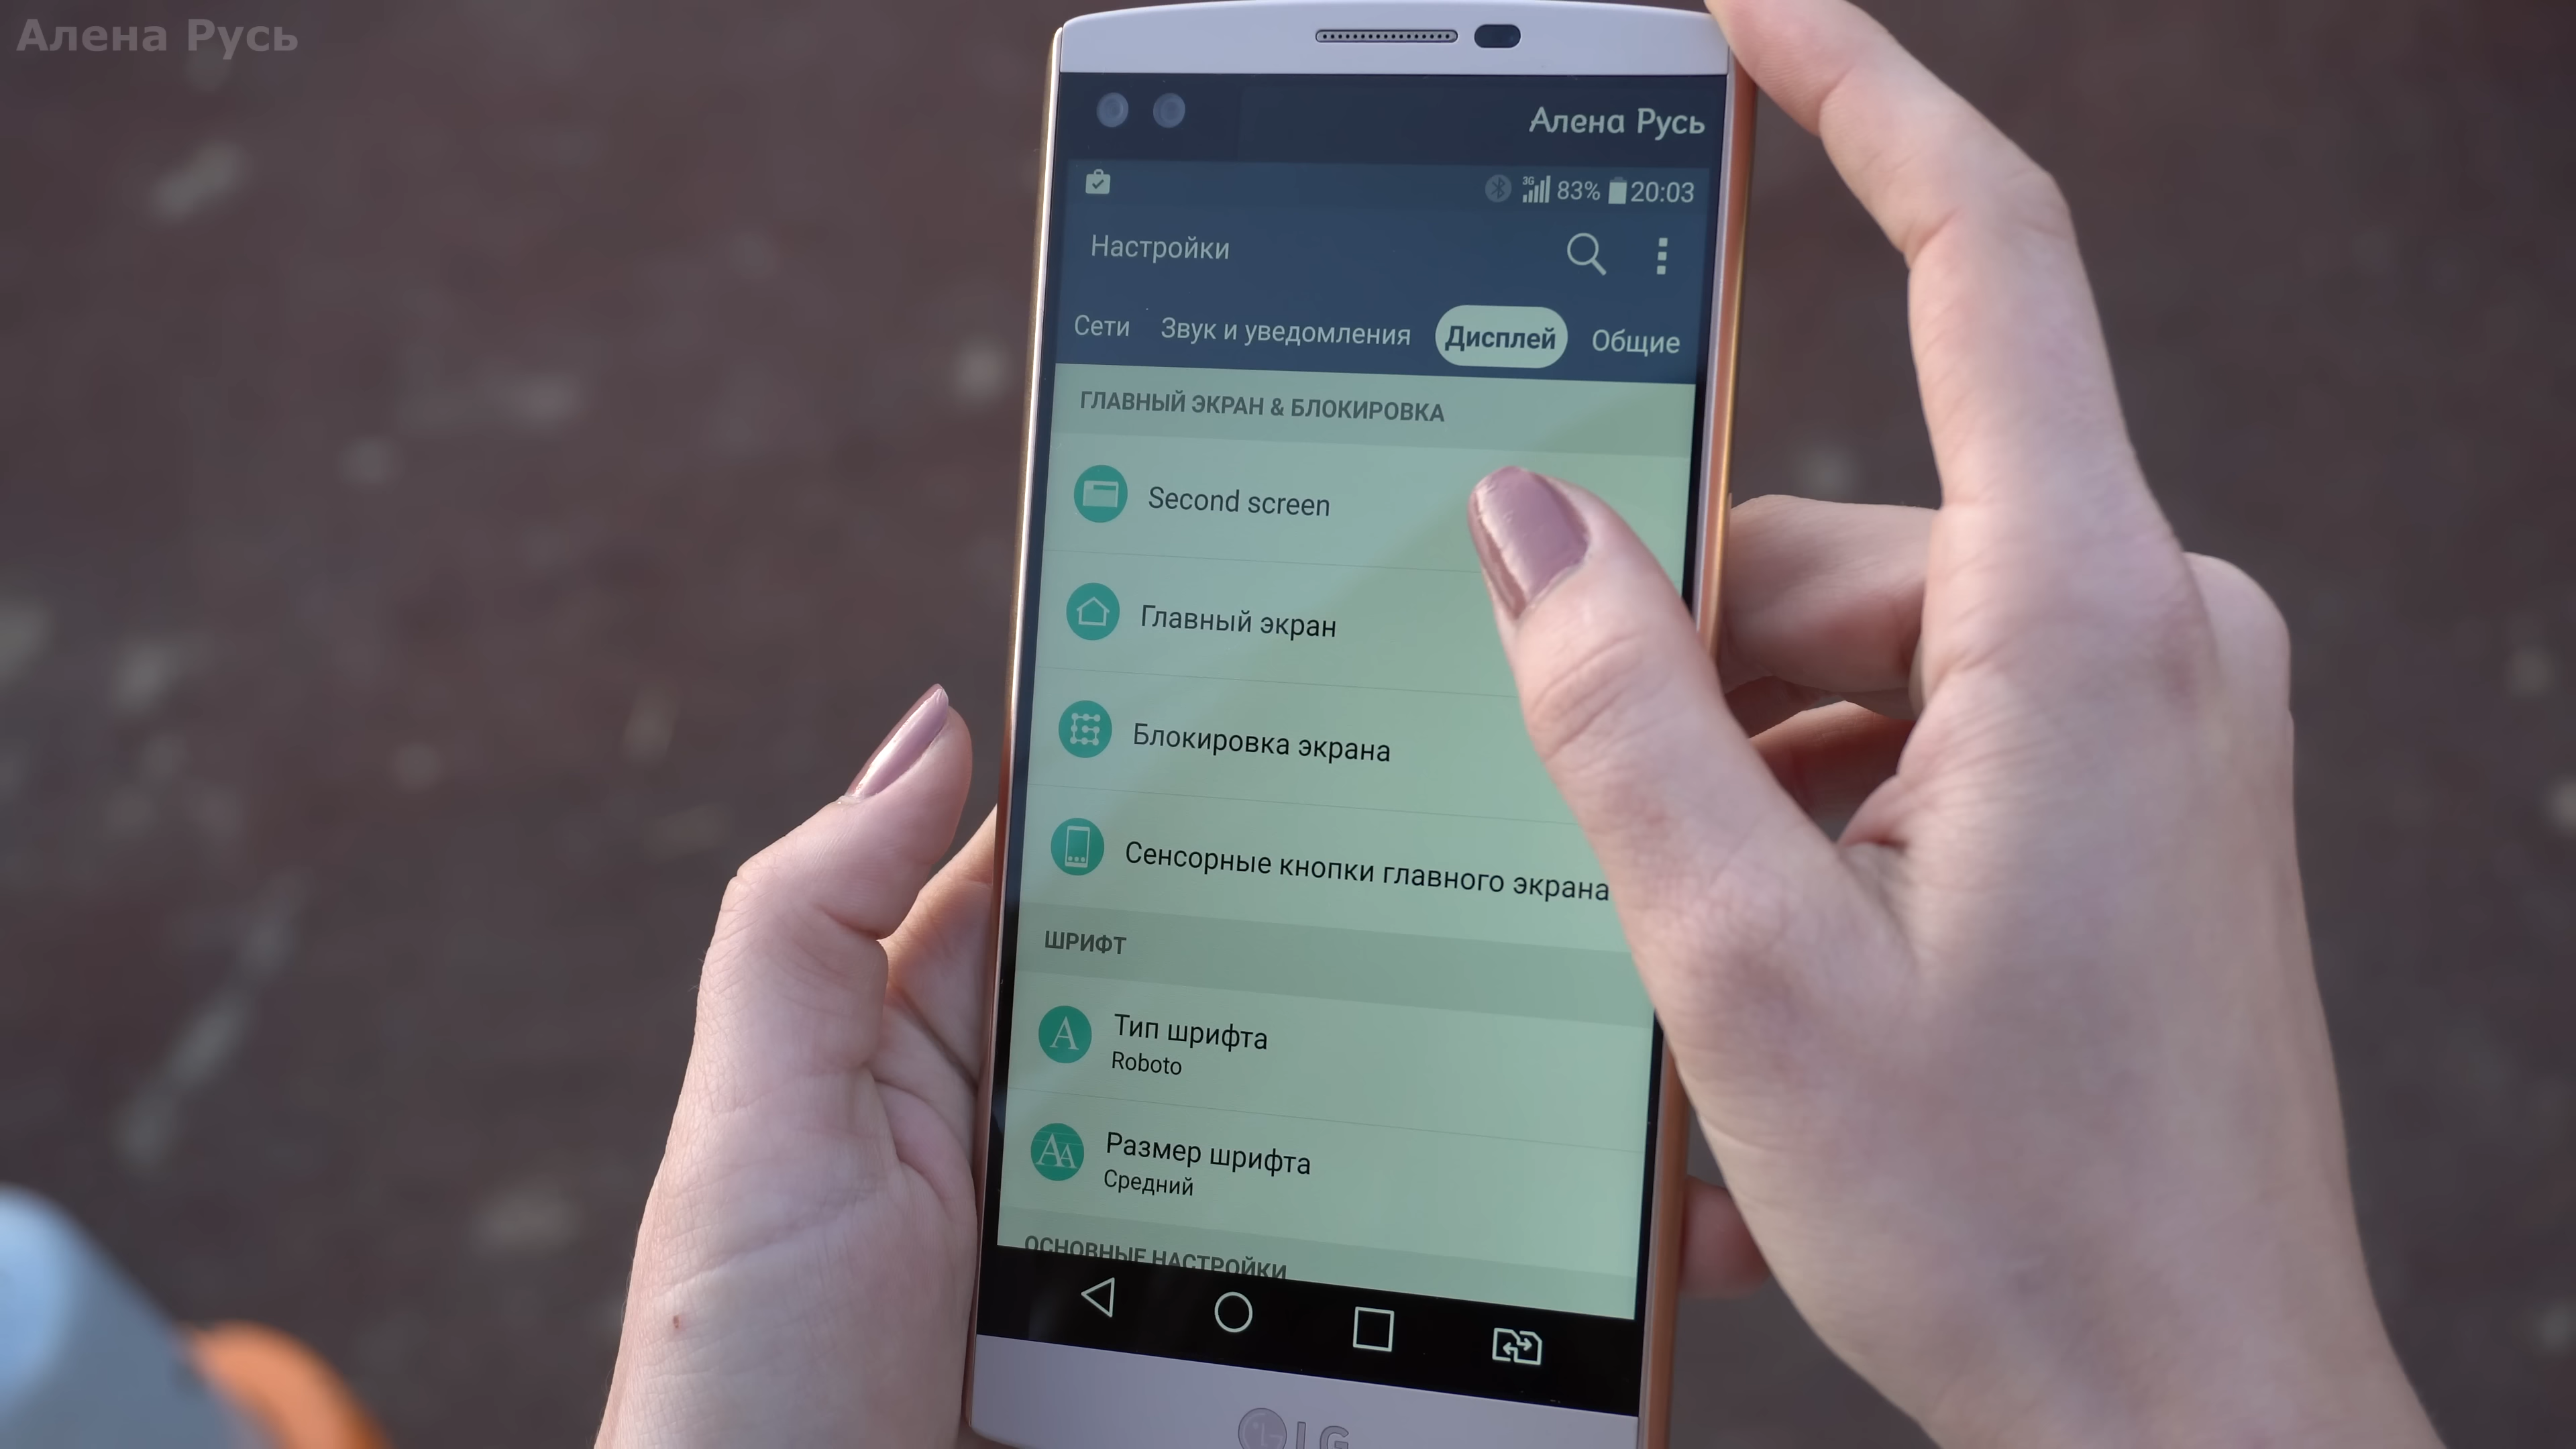 Алена Русь
Алена Русь
3G 83% 20:03
Настройки
Сети Звук и уведомления Дисплей Общие
ГЛАВНЫЙ ЭКРАН & БЛОКИРОВКА
Second screen
Главный экран
Блокировка экрана
Сенсорные кнопки главного экрана
ШРИФТ
Тип шрифта
Roboto
Размер шрифта
Средний
ОСНОВНЫЕ НАСТРОЙКИ
LG